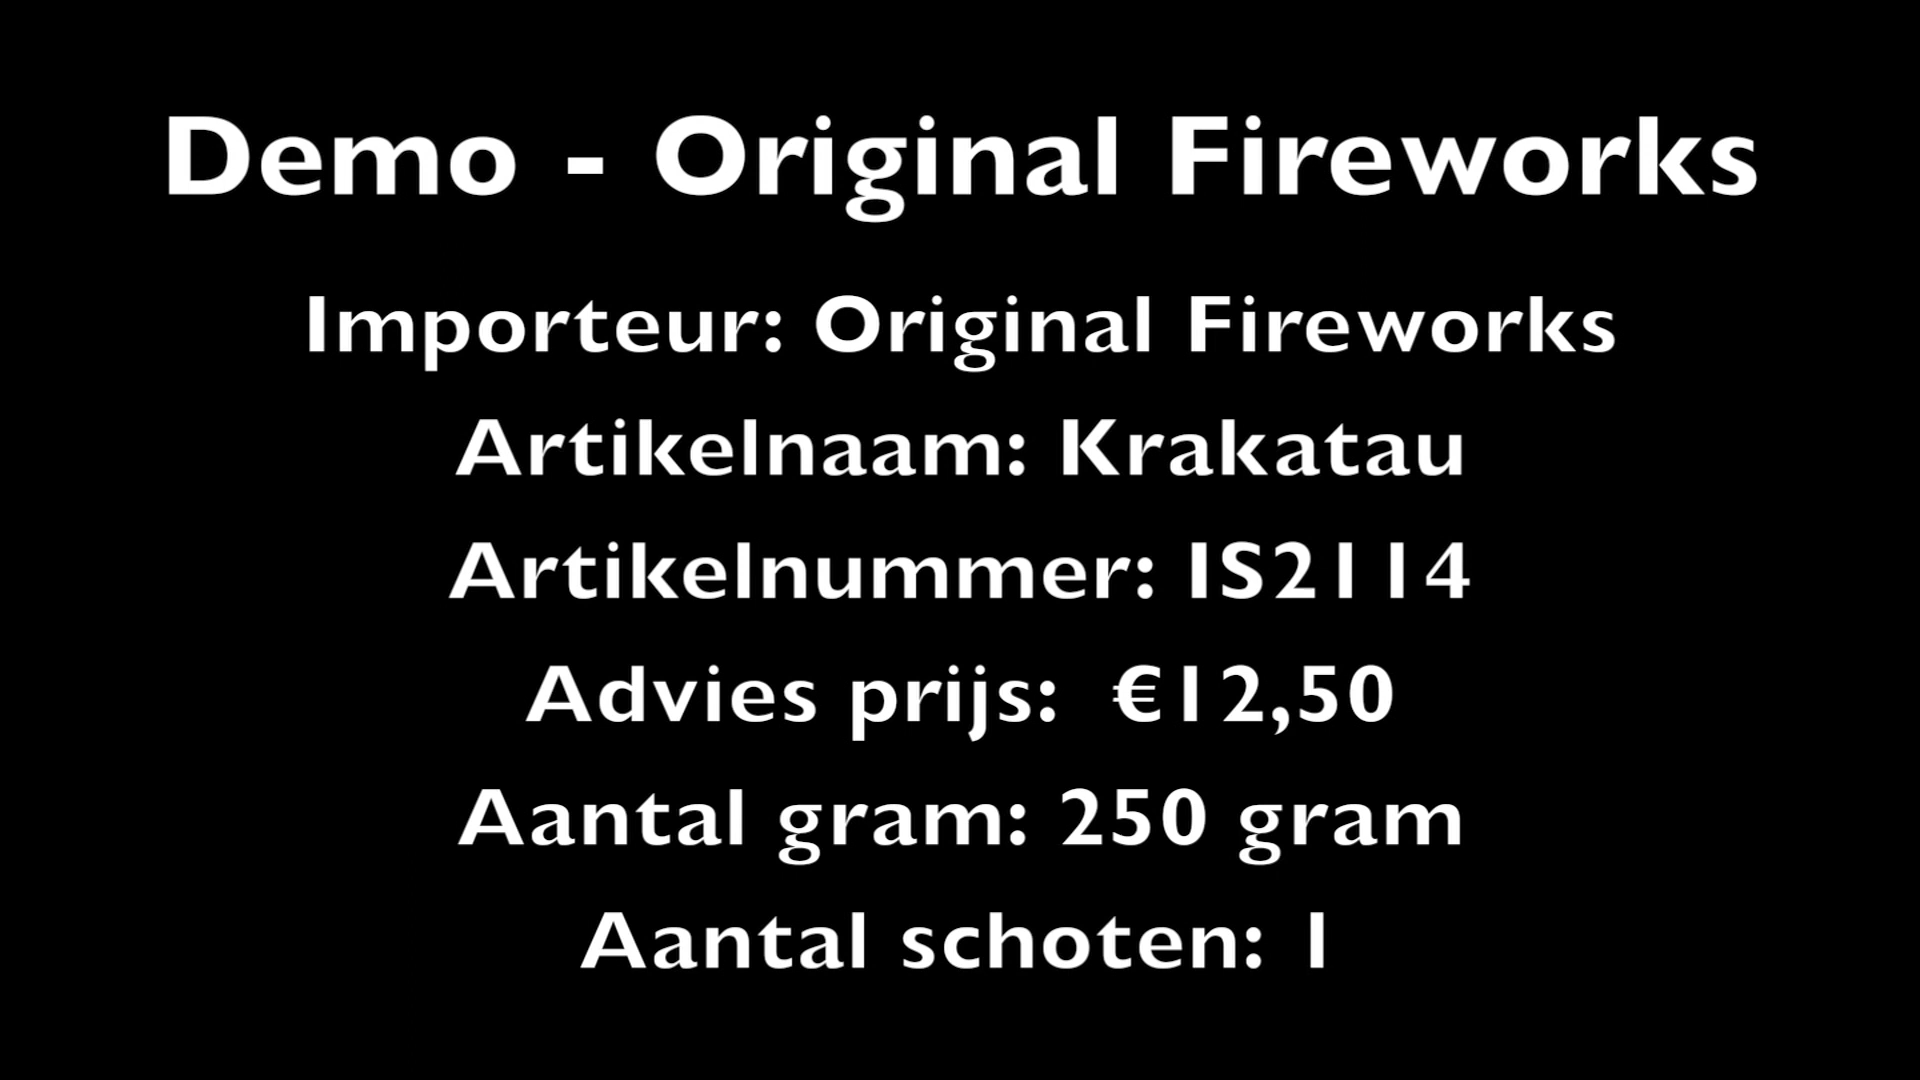 Demo - Original Fireworks
Importeur: Original Fireworks
Artikelnaam: Krakatau
Artikelnummer: IS2114
Advies prijs:  €12,50
Aantal gram: 250 gram
Aantal schoten: 1